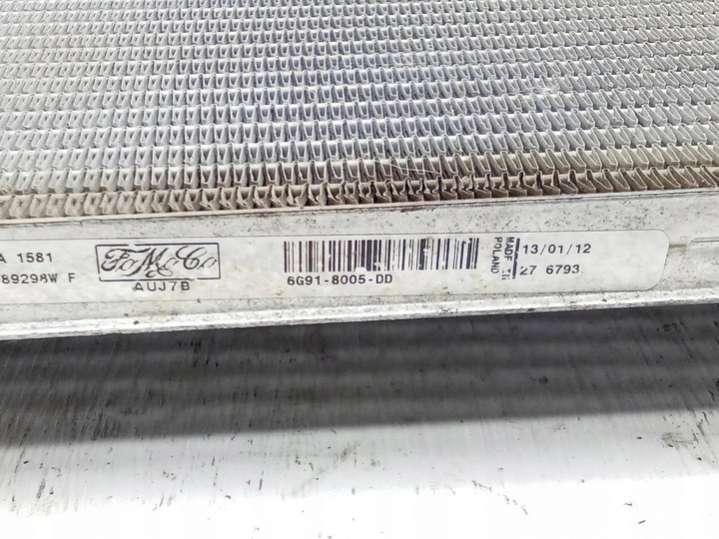 A 1581
89298W F
FoMoCo
AUJ7B
6G91-8005-DD
MADE IN
POLAND
13/01/12
27 6793